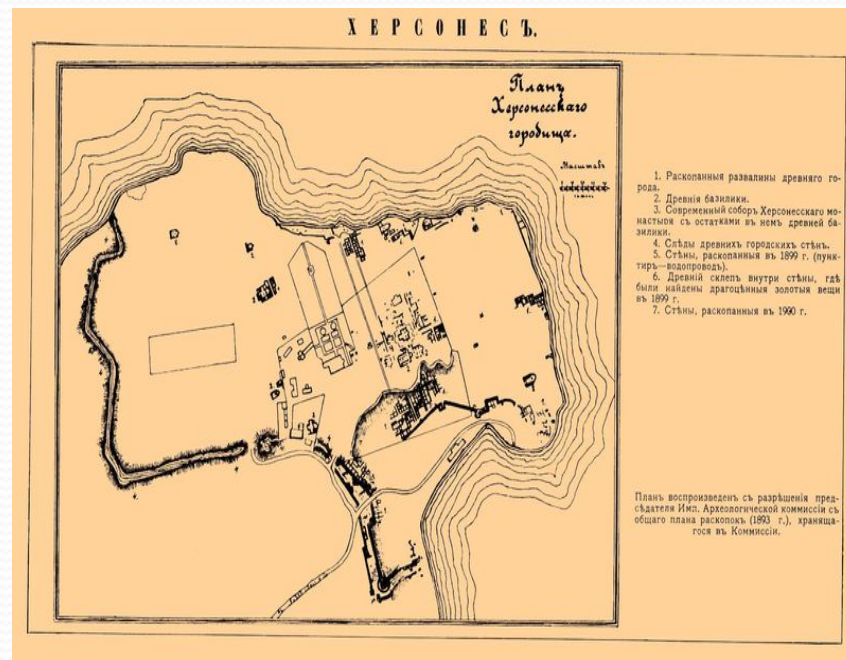 ХЕРСОНЕСЪ.
Планъ
Херсонесскаго
городища.
Масштабъ
1. Раскопанныя развалины древняго го-
рода.
2. Древнія базилики.
3. Современный соборъ Херсонесскаго мо-
настыря съ остатками въ немъ древней ба-
зилики.
4. Слѣды древнихъ городскихъ стѣнъ.
5. Стѣны, раскопанныя въ 1899 г. (пунк-
тиръ—водопроводъ).
6. Древній склепъ внутри стѣны, гдѣ
были найдены драгоцѣнныя золотыя вещи
въ 1899 г.
7. Стѣны, раскопанныя въ 1900 г.
Планъ воспроизведенъ съ разрѣшенія пред-
сѣдателя Имп. Археологической коммиссіи съ
общаго плана раскопокъ (1893 г.), храняща-
гося въ Коммиссіи.